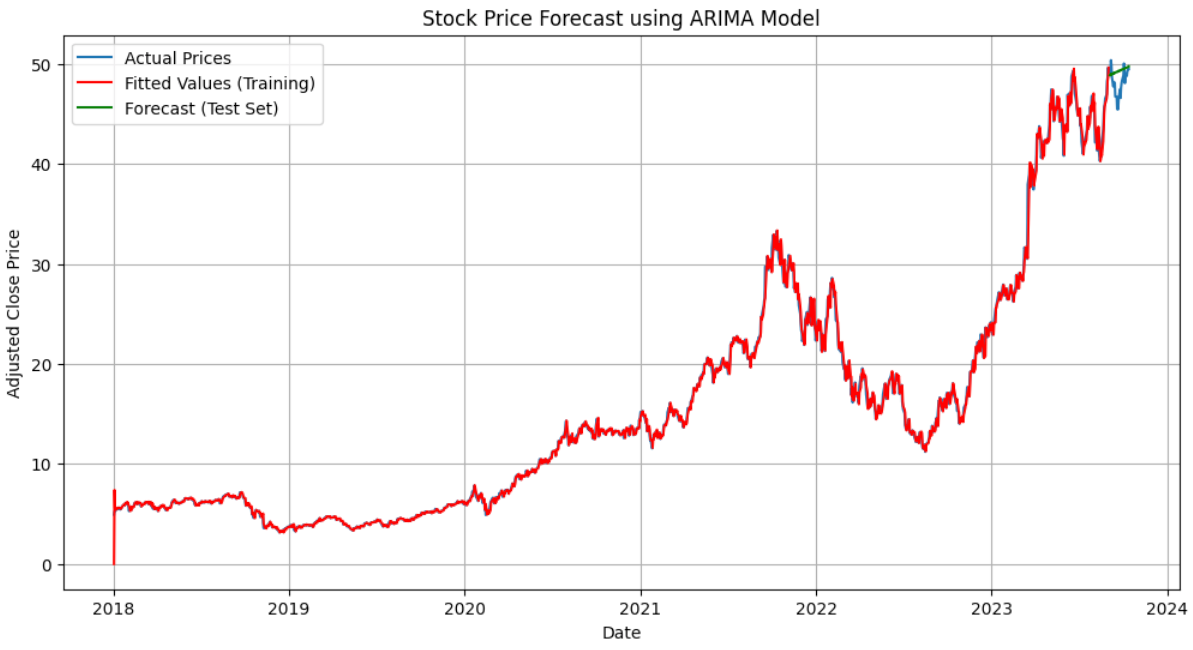 Stock Price Forecast using ARIMA Model
Actual Prices
Fitted Values (Training)
Forecast (Test Set)
50
40
30
20
10
0
Adjusted Close Price
2018 2019 2020 2021 2022 2023 2024
Date